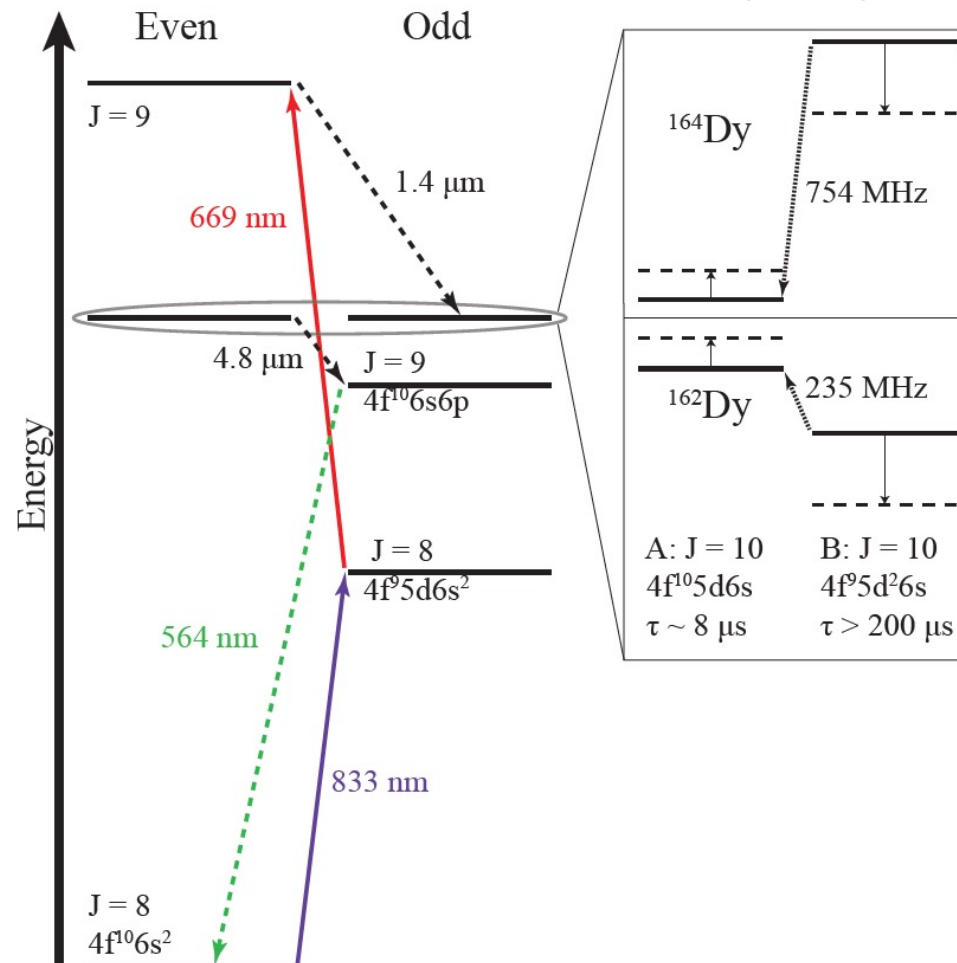 Even
Odd
J = 9
1.4 μm
669 nm
4.8 μm
J = 9
4f¹⁰6s6p
J = 8
4f⁹5d6s²
564 nm
833 nm
J = 8
4f¹⁰6s²
Energy
¹⁶⁴Dy
754 MHz
235 MHz
¹⁶²Dy
A: J = 10
4f¹⁰5d6s
τ ~ 8 μs
B: J = 10
4f⁹5d²6s
τ > 200 μs